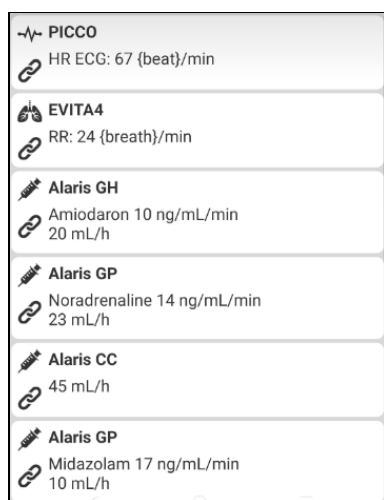 PICCO
HR ECG: 67 {beat}/min
EVITA4
RR: 24 {breath}/min
Alaris GH
Amiodaron 10 ng/mL/min
20 mL/h
Alaris GP
Noradrenaline 14 ng/mL/min
23 mL/h
Alaris CC
45 mL/h
Alaris GP
Midazolam 17 ng/mL/min
10 mL/h